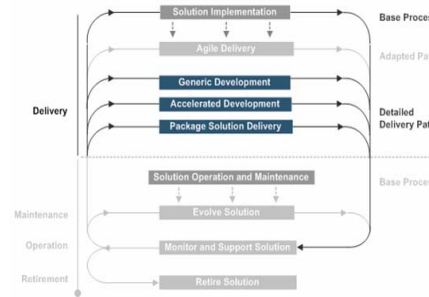 Solution Implementation
Base Proces
Agile Delivery
Adapted Pa
Generic Development
Delivery
Accelerated Development
Detailed
Package Solution Delivery
Delivery Pat
Solution Operation and Maintenance
Base Proces
Maintenance
Evolve Solution
Operation
Monitor and Support Solution
Retirement
Retire Solution